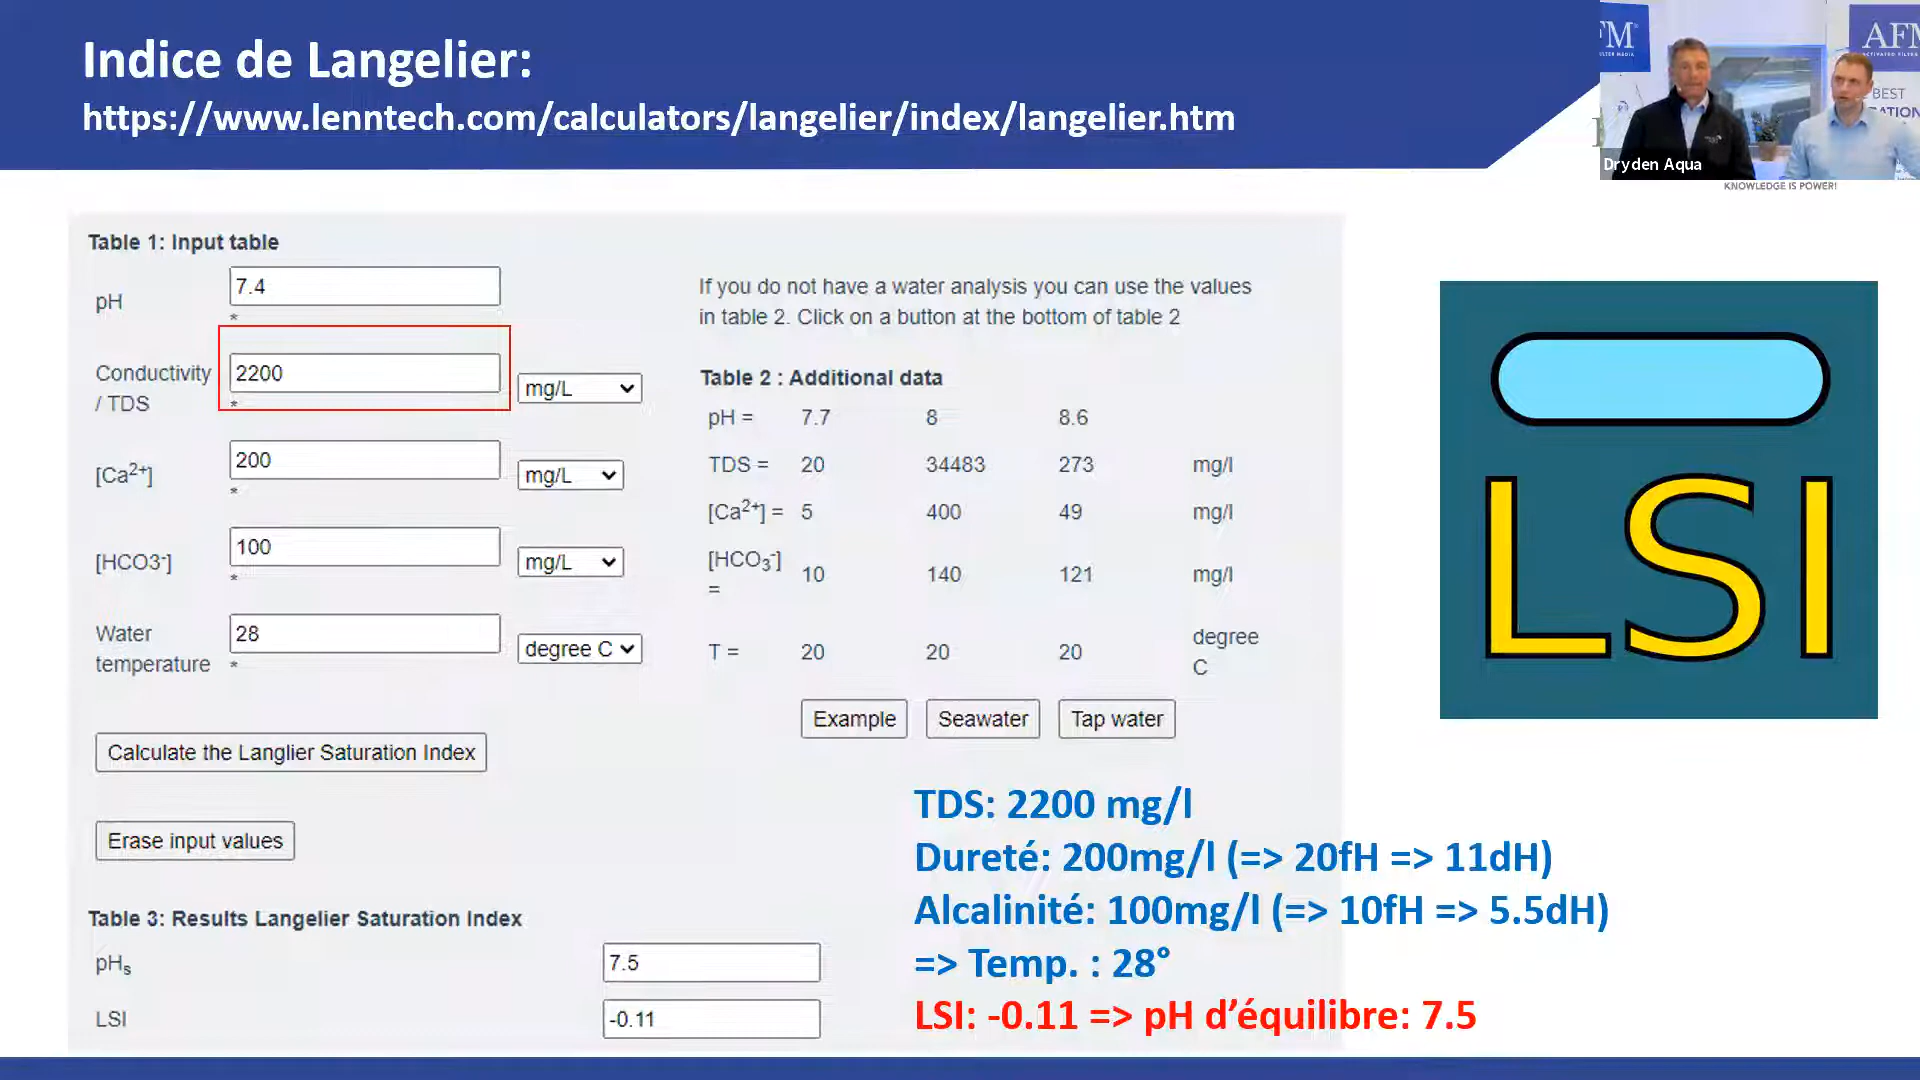 Indice de Langelier:
https://www.lenntech.com/calculators/langelier/index/langelier.htm
FM
AFM
BEST
Dryden Aqua
KNOWLEDGE IS POWER!
Table 1: Input table
pH
7.4
*
Conductivity
/ TDS
2200
*
mg/L
[Ca2+]
200
*
mg/L
[HCO3-]
100
*
mg/L
Water
temperature
28
*
degree C
Calculate the Langlier Saturation Index
Erase input values
If you do not have a water analysis you can use the values
in table 2. Click on a button at the bottom of table 2
Table 2 : Additional data
pH = 7.7 8 8.6
TDS = 20 34483 273 mg/l
[Ca2+] = 5 400 49 mg/l
[HCO3-]
= 10 140 121 mg/l
T = 20 20 20 degree
C
Example Seawater Tap water
LSI
Table 3: Results Langelier Saturation Index
pHs 7.5
LSI -0.11
TDS: 2200 mg/l
Dureté: 200mg/l (=> 20fH => 11dH)
Alcalinité: 100mg/l (=> 10fH => 5.5dH)
=> Temp. : 28°
LSI: -0.11 => pH d’équilibre: 7.5